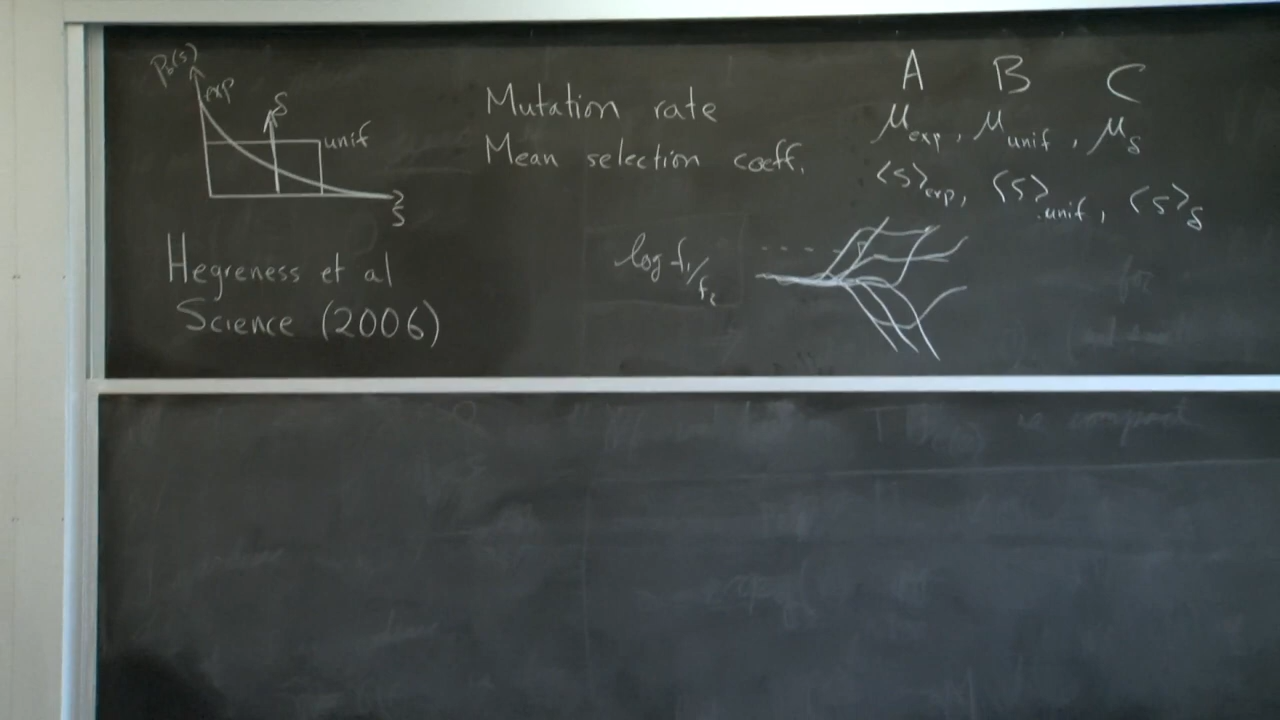 P_b(s)
exp
δ
unif
s
Hegreness et al
Science (2006)
Mutation rate
Mean selection coeff.
A B C
μ_exp, μ_unif, μ_δ
⟨s⟩_exp, ⟨s⟩_unif, ⟨s⟩_δ
log f₁/f₂